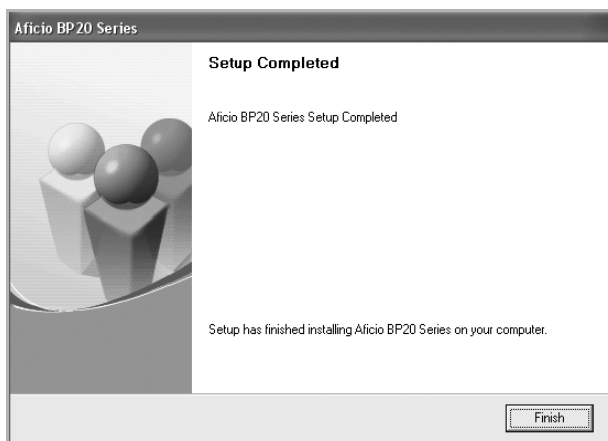 Aficio BP20 Series
Setup Completed
Aficio BP20 Series Setup Completed
Setup has finished installing Aficio BP20 Series on your computer.
Finish